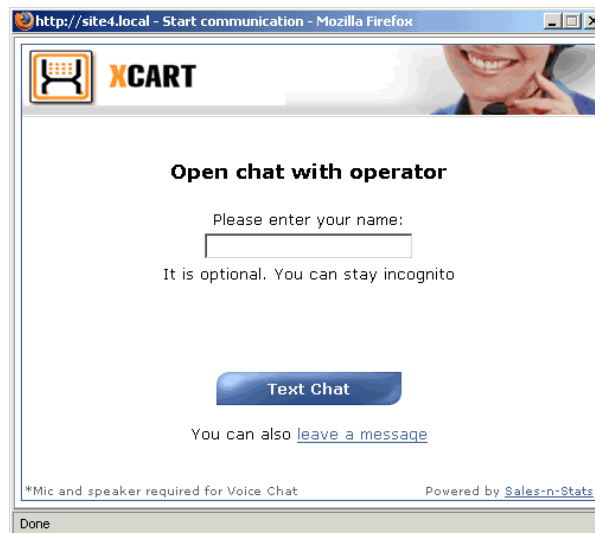 http://site4.local - Start communication - Mozilla Firefox
XCART
Open chat with operator
Please enter your name:
It is optional. You can stay incognito
Text Chat
You can also leave a message
*Mic and speaker required for Voice Chat Powered by Sales-n-Stats
Done